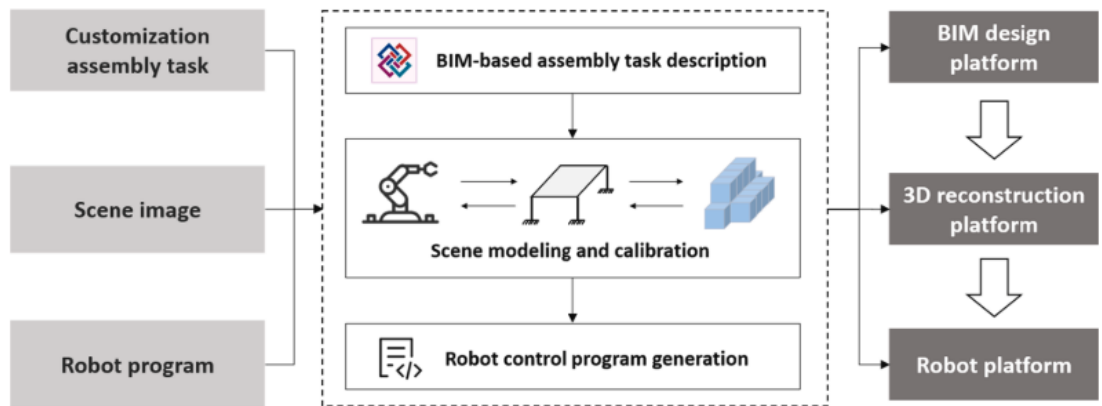 Customization
assembly task
Scene image
Robot program
BIM-based assembly task description
Scene modeling and calibration
</>
Robot control program generation
BIM design
platform
3D reconstruction
platform
Robot platform